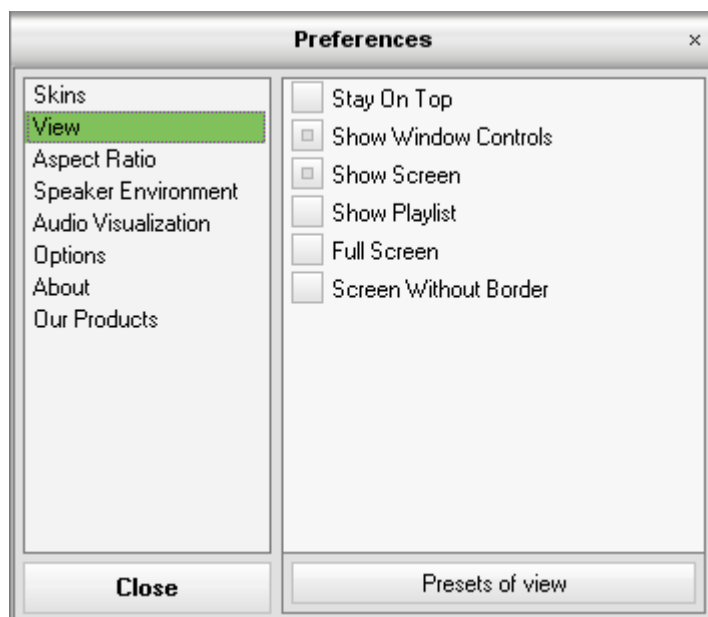 Preferences
Skins
View
Aspect Ratio
Speaker Environment
Audio Visualization
Options
About
Our Products
Close
Stay On Top
Show Window Controls
Show Screen
Show Playlist
Full Screen
Screen Without Border
Presets of view